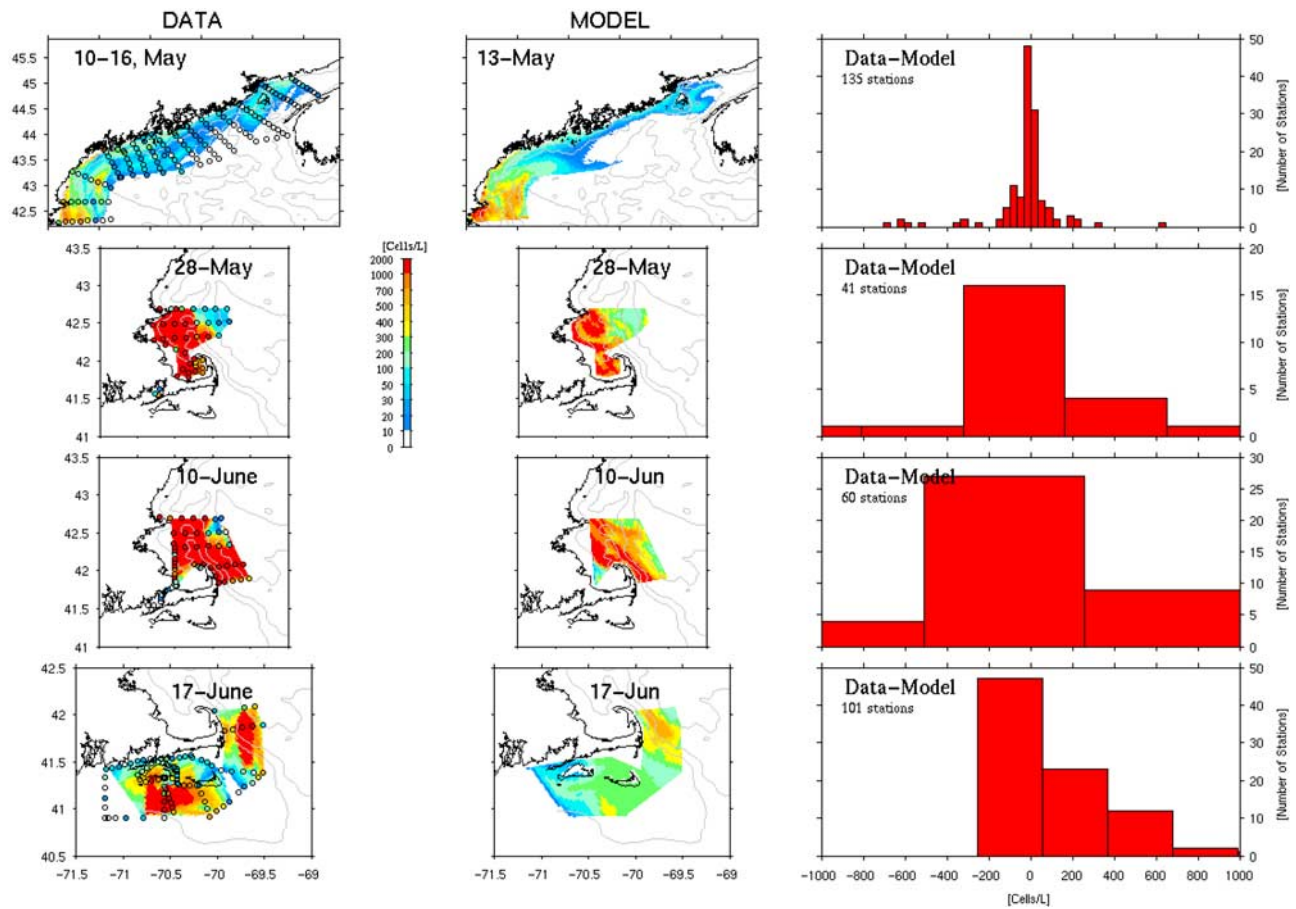 DATA
MODEL
10-16, May
13-May
Data-Model
135 stations
45.5
45
44.5
44
43.5
43
42.5
50
40
30
20
10
0
[Number of Stations]
[Cells/L]
2000
1000
700
500
400
300
200
100
50
30
20
10
0
28-May
28-May
Data-Model
41 stations
43.5
43
42.5
42
41.5
41
20
15
10
5
0
[Number of Stations]
10-June
10-Jun
Data-Model
60 stations
43.5
43
42.5
42
41.5
41
30
25
20
15
10
5
0
[Number of Stations]
17-June
17-Jun
Data-Model
101 stations
42.5
42
41.5
41
40.5
50
40
30
20
10
0
[Number of Stations]
-71.5 -71 -70.5 -70 -69.5 -69
-71.5 -71 -70.5 -70 -69.5 -69
-1000 -800 -600 -400 -200 0 200 400 600 800 1000
[Cells/L]